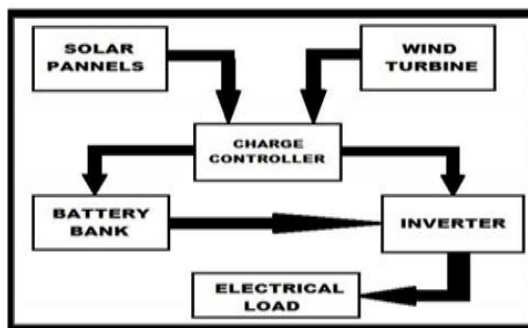 SOLAR
PANNELS
WIND
TURBINE
CHARGE
CONTROLLER
BATTERY
BANK
INVERTER
ELECTRICAL
LOAD